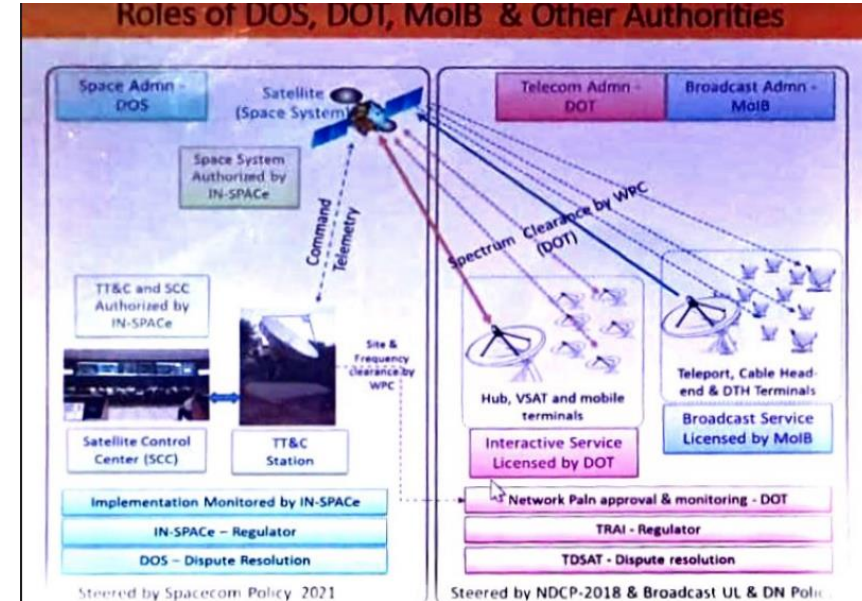 Roles of DOS, DOT, MoIB & Other Authorities
Space Admn -
DOS
Satellite
(Space System)
Space System
Authorized by
IN-SPACe
Command
Telemetry
TT&C and SCC
Authorized by
IN-SPACe
Site &
Frequency
clearance by
WPC
Satellite Control
Center (SCC)
TT&C
Station
Implementation Monitored by IN-SPACe
IN-SPACe – Regulator
DOS – Dispute Resolution
Steered by Spacecom Policy 2021
Telecom Admn -
DOT
Broadcast Admn -
MoIB
Spectrum Clearance by WPC
(DOT)
Hub, VSAT and mobile
terminals
Teleport, Cable Head-
end & DTH Terminals
Interactive Service
Licensed by DOT
Broadcast Service
Licensed by MoIB
Network Paln approval & monitoring - DOT
TRAI - Regulator
TDSAT - Dispute resolution
Steered by NDCP-2018 & Broadcast UL & DN